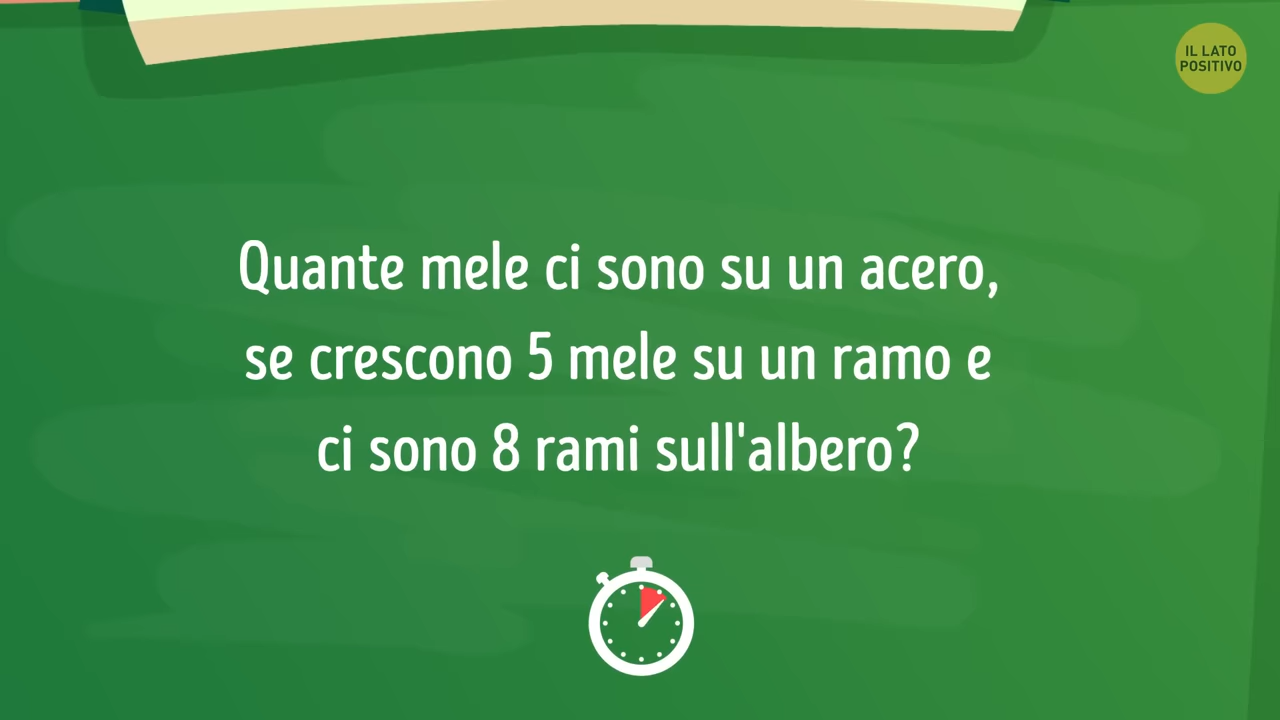 IL LATO
POSITIVO
Quante mele ci sono su un acero,
se crescono 5 mele su un ramo e
ci sono 8 rami sull'albero?